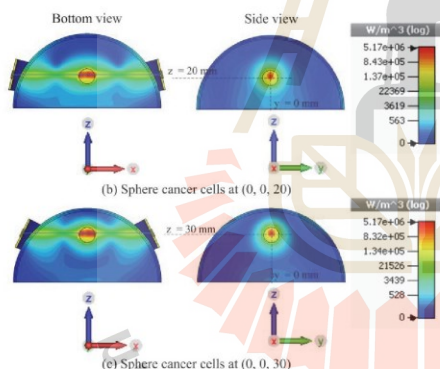 Bottom view
Side view
W/m^3 (log)
5.17e+06
8.43e+05
1.37e+05
22369
3619
563
0
z = 20 mm
y = 0 mm
z
x
z
x
y
(b) Sphere cancer cells at (0, 0, 20)
W/m^3 (log)
5.17e+06
8.32e+05
1.34e+05
21526
3439
528
0
z = 30 mm
y = 0 mm
z
x
z
x
y
(c) Sphere cancer cells at (0, 0, 30)